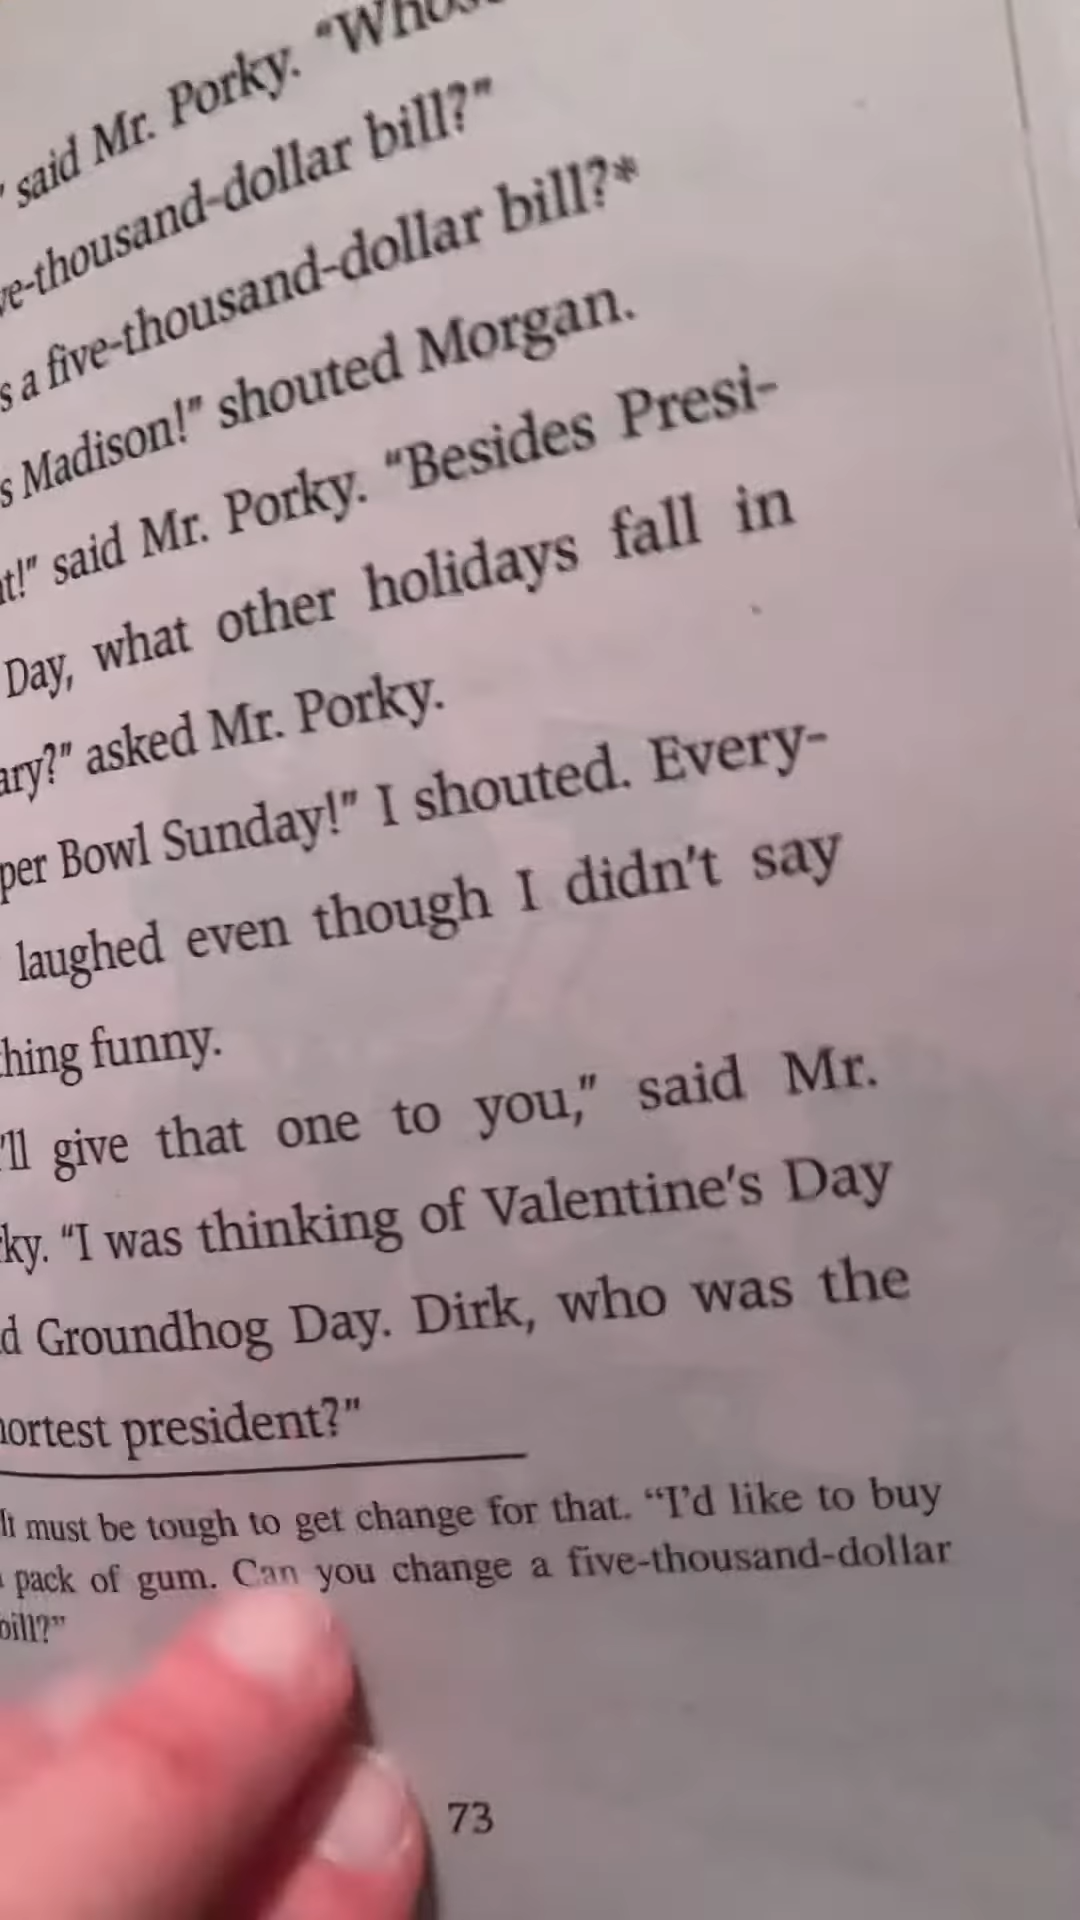 said Mr. Porky. "Whose
ve-thousand-dollar bill?"
s a five-thousand-dollar bill?*
s Madison!" shouted Morgan.
t!" said Mr. Porky. "Besides Presi-
Day, what other holidays fall in
ary?" asked Mr. Porky.
per Bowl Sunday!" I shouted. Every-
laughed even though I didn't say
hing funny.
'll give that one to you," said Mr.
ky. "I was thinking of Valentine's Day
d Groundhog Day. Dirk, who was the
hortest president?"
It must be tough to get change for that. "I'd like to buy
pack of gum. Can you change a five-thousand-dollar
bill?"
73